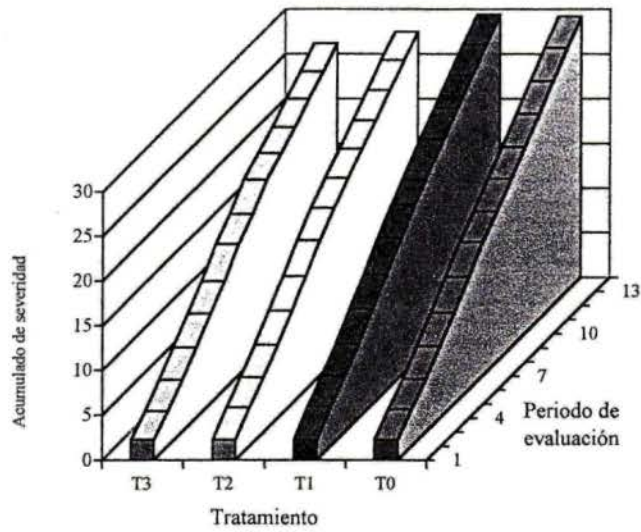 30
25
20
15
10
5
0
Acumulado de severidad
T3 T2 T1 T0
Tratamiento
1
4
7
10
13
Periodo de
evaluación